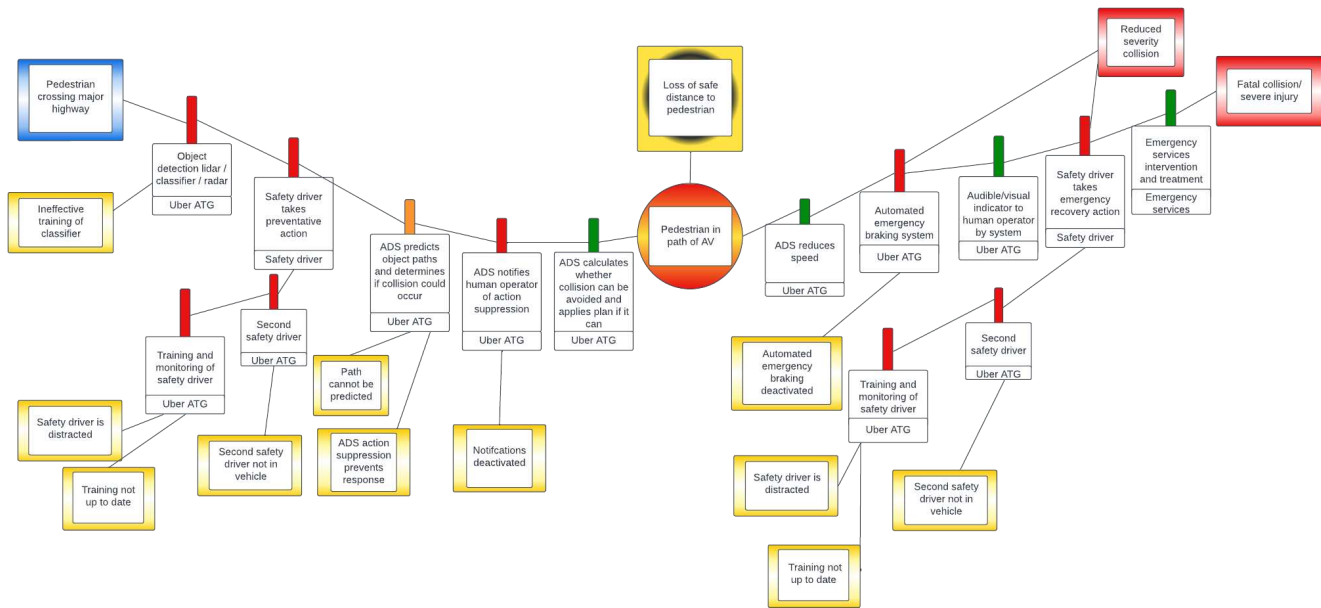 Pedestrian
crossing major
highway
Object
detection lidar /
classifier / radar
Uber ATG
Ineffective
training of
classifier
Safety driver
takes
preventative
action
Safety driver
Training and
monitoring of
safety driver
Uber ATG
Second
safety driver
Uber ATG
Safety driver is
distracted
Training not
up to date
Second safety
driver not in
vehicle
ADS predicts
object paths
and determines
if collision could
occur
Uber ATG
Path
cannot be
predicted
ADS action
suppression
prevents
response
ADS notifies
human operator
of action
suppression
Uber ATG
Notifcations
deactivated
ADS calculates
whether
collision can be
avoided and
applies plan if it
can
Uber ATG
Loss of safe
distance to
pedestrian
Pedestrian in
path of AV
ADS reduces
speed
Uber ATG
Automated
emergency
braking system
Uber ATG
Automated
emergency
braking
deactivated
Audible/visual
indicator to
human operator
by system
Uber ATG
Safety driver
takes
emergency
recovery action
Safety driver
Training and
monitoring of
safety driver
Uber ATG
Second
safety driver
Uber ATG
Safety driver is
distracted
Training not
up to date
Second safety
driver not in
vehicle
Emergency
services
intervention
and treatment
Emergency
services
Reduced
severity
collision
Fatal collision/
severe injury